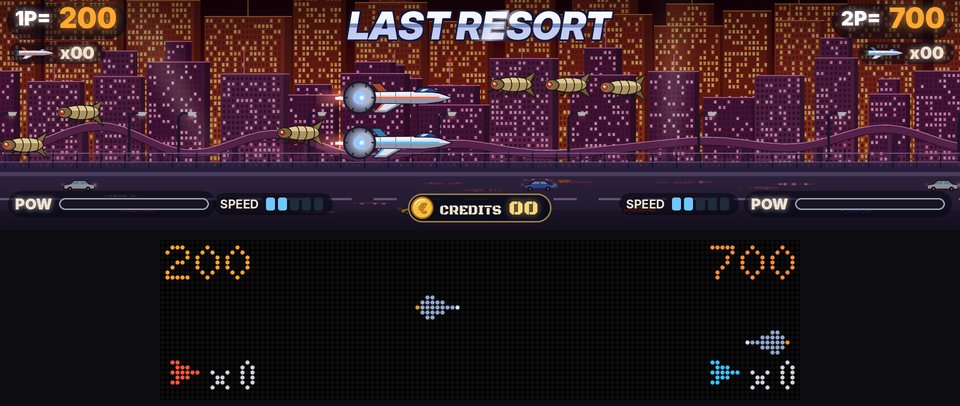 1P= 200
x00
LAST RESORT
2P= 700
x00
POW
SPEED
€ CREDITS 00
SPEED
POW
200
700
x0
x0